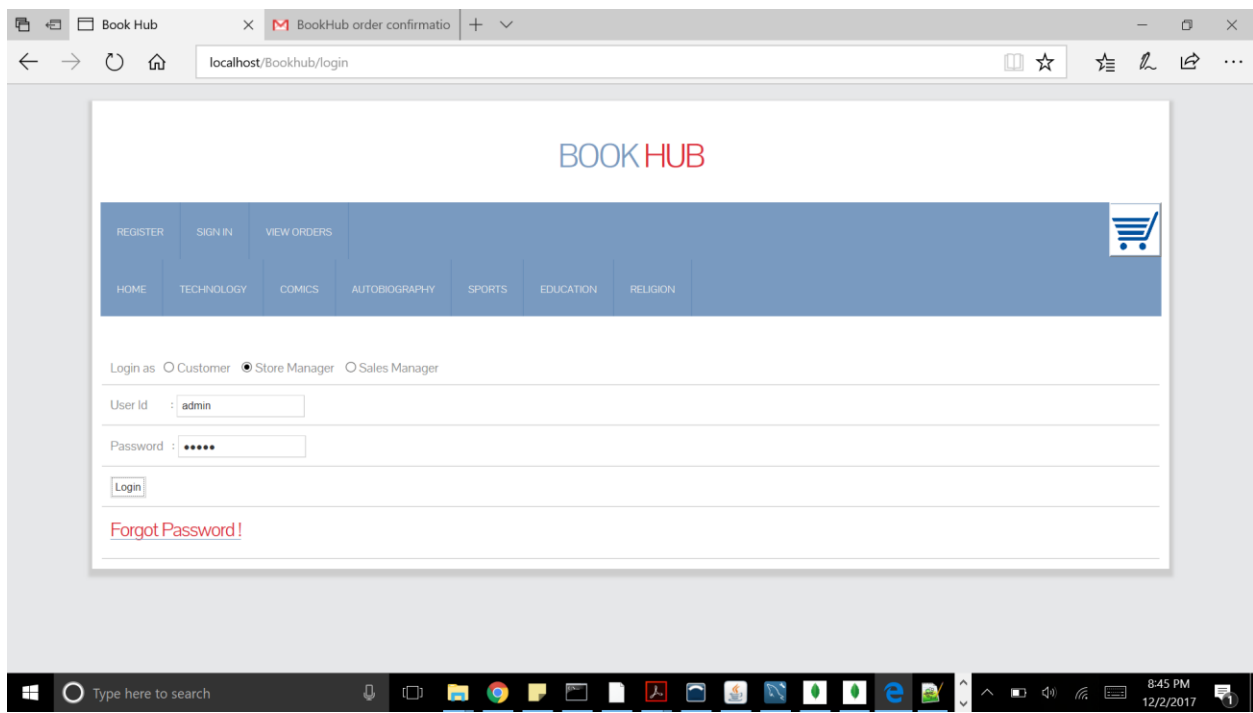 Book Hub
BookHub order confirmatio
localhost/Bookhub/login
BOOK HUB
REGISTER SIGN IN VIEW ORDERS
HOME TECHNOLOGY COMICS AUTOBIOGRAPHY SPORTS EDUCATION RELIGION
Login as Customer Store Manager Sales Manager
User Id : admin
Password : •••••
Login
Forgot Password !
Type here to search
8:45 PM
12/2/2017
1